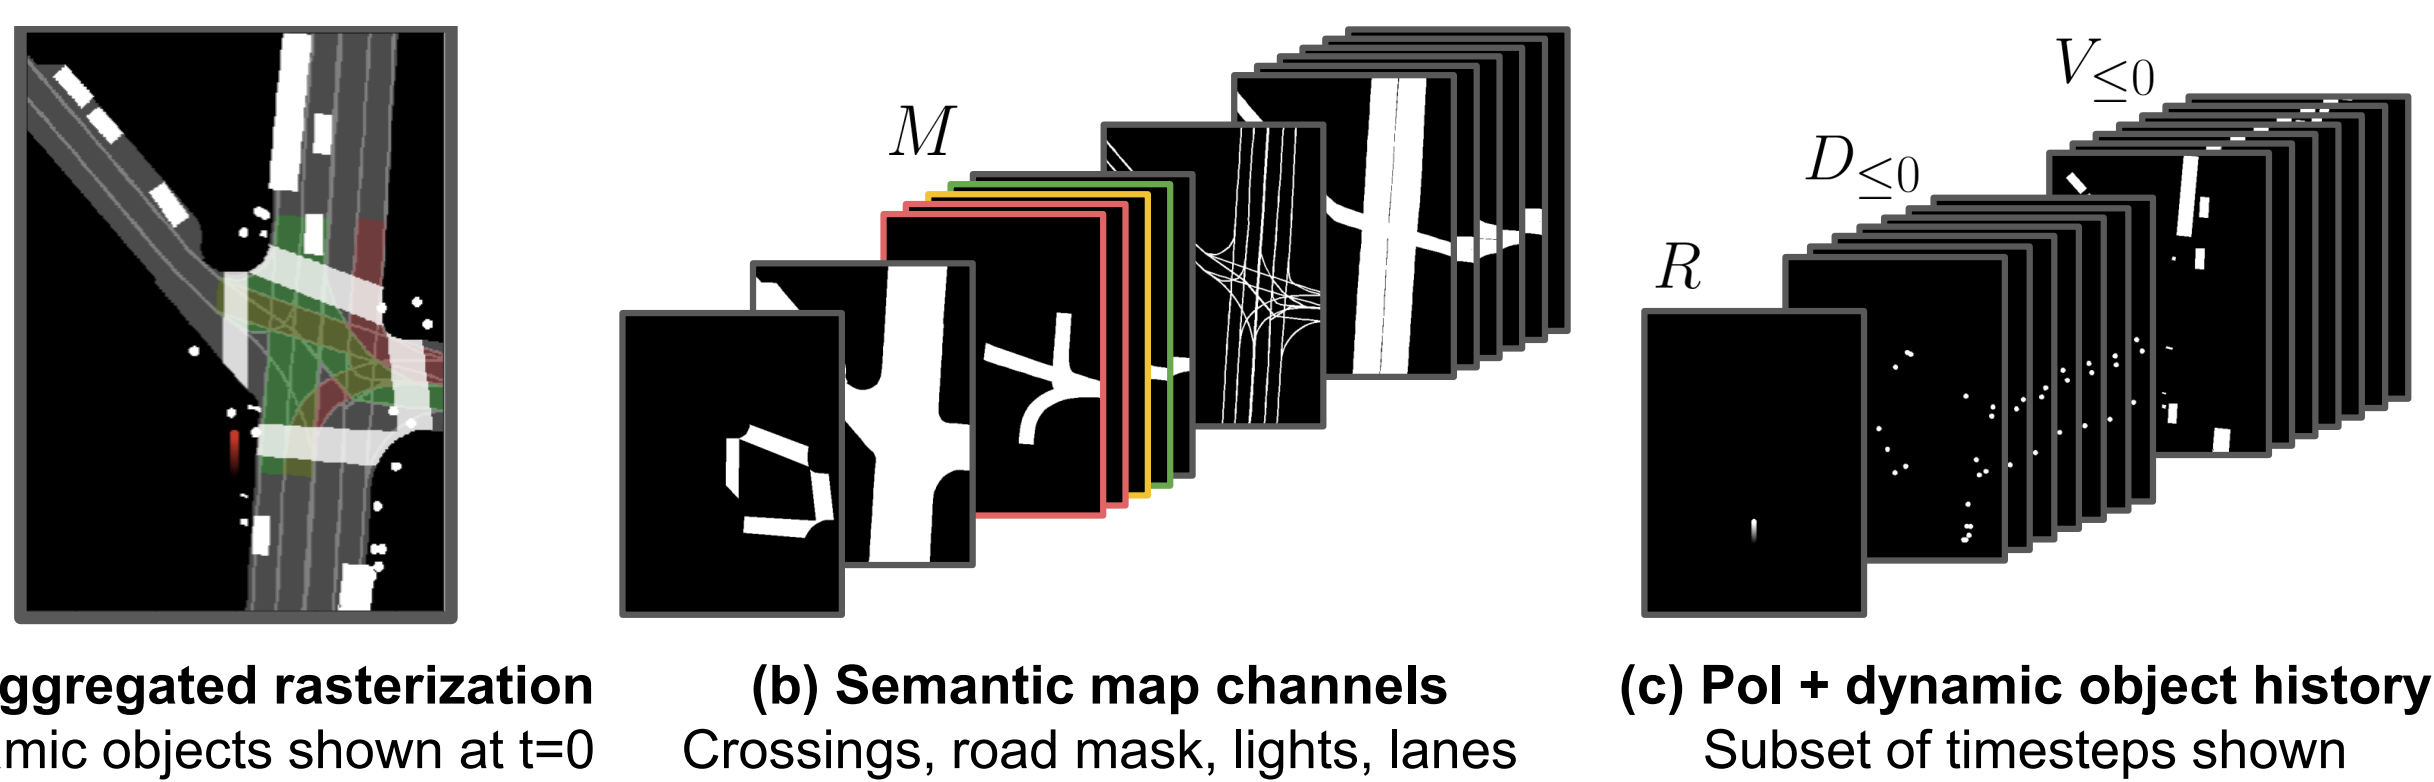 M
R
D≤0
V≤0
ggregated rasterization
mic objects shown at t=0
(b) Semantic map channels
Crossings, road mask, lights, lanes
(c) PoI + dynamic object history
Subset of timesteps shown